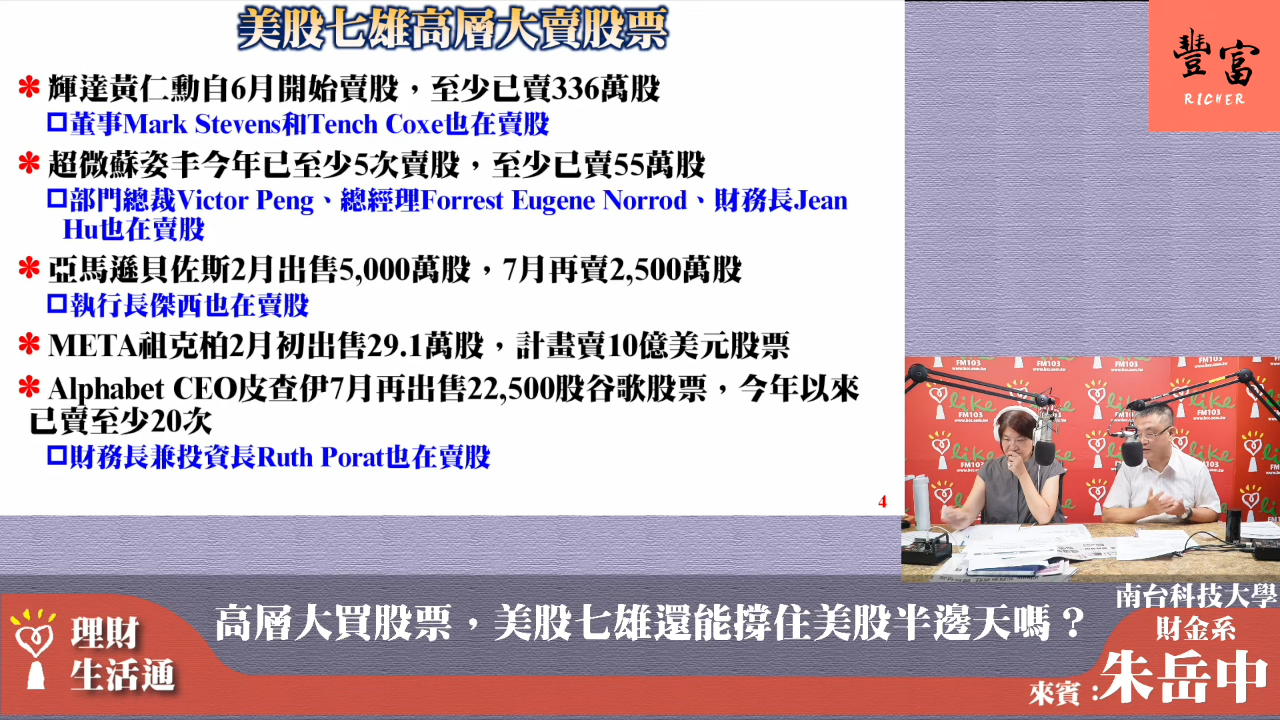 美股七雄高層大賣股票
輝達黃仁勳自6月開始賣股，至少已賣336萬股
董事Mark Stevens和Tench Coxe也在賣股
超微蘇姿丰今年已至少5次賣股，至少已賣55萬股
部門總裁Victor Peng、總經理Forrest Eugene Norrod、財務長Jean
Hu也在賣股
亞馬遜貝佐斯2月出售5,000萬股，7月再賣2,500萬股
執行長傑西也在賣股
META祖克柏2月初出售29.1萬股，計畫賣10億美元股票
Alphabet CEO皮查伊7月再出售22,500股谷歌股票，今年以來
已賣至少20次
財務長兼投資長Ruth Porat也在賣股
4
豐富
RICHER
FM103
www.bcc.com.tw
like
FM103
like
FM103
like
理財
生活通
高層大買股票，美股七雄還能撐住美股半邊天嗎？
南台科技大學
財金系
來賓：朱岳中